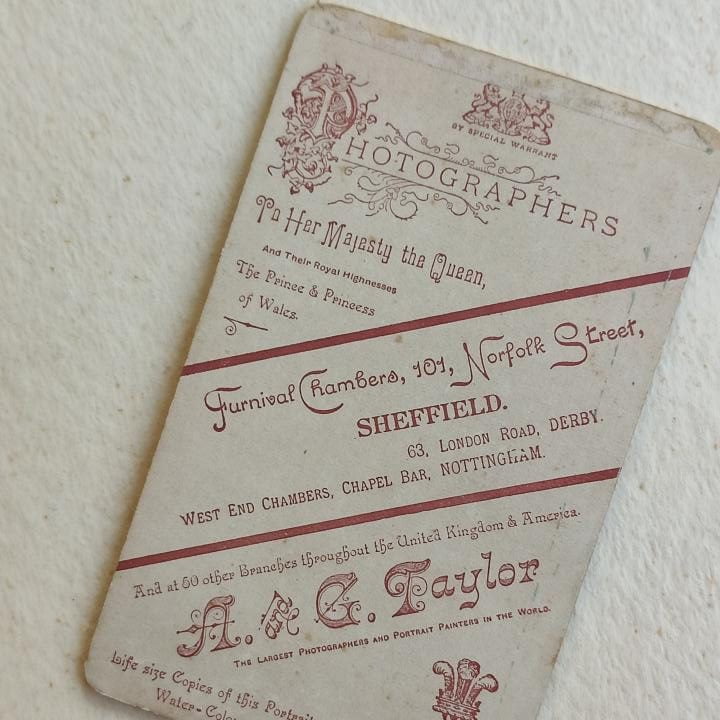 BY SPECIAL WARRANT
PHOTOGRAPHERS
To Her Majesty the Queen,
And Their Royal Highnesses
The Prince & Princess
of Wales.
Furnival Chambers, 101, Norfolk Street,
SHEFFIELD.
63, LONDON ROAD, DERBY.
WEST END CHAMBERS, CHAPEL BAR, NOTTINGHAM.
And at 60 other Branches throughout the United Kingdom & America.
A. and G. Taylor
THE LARGEST PHOTOGRAPHERS AND PORTRAIT PAINTERS IN THE WORLD.
Life size Copies of this Portrai
Water-Colou